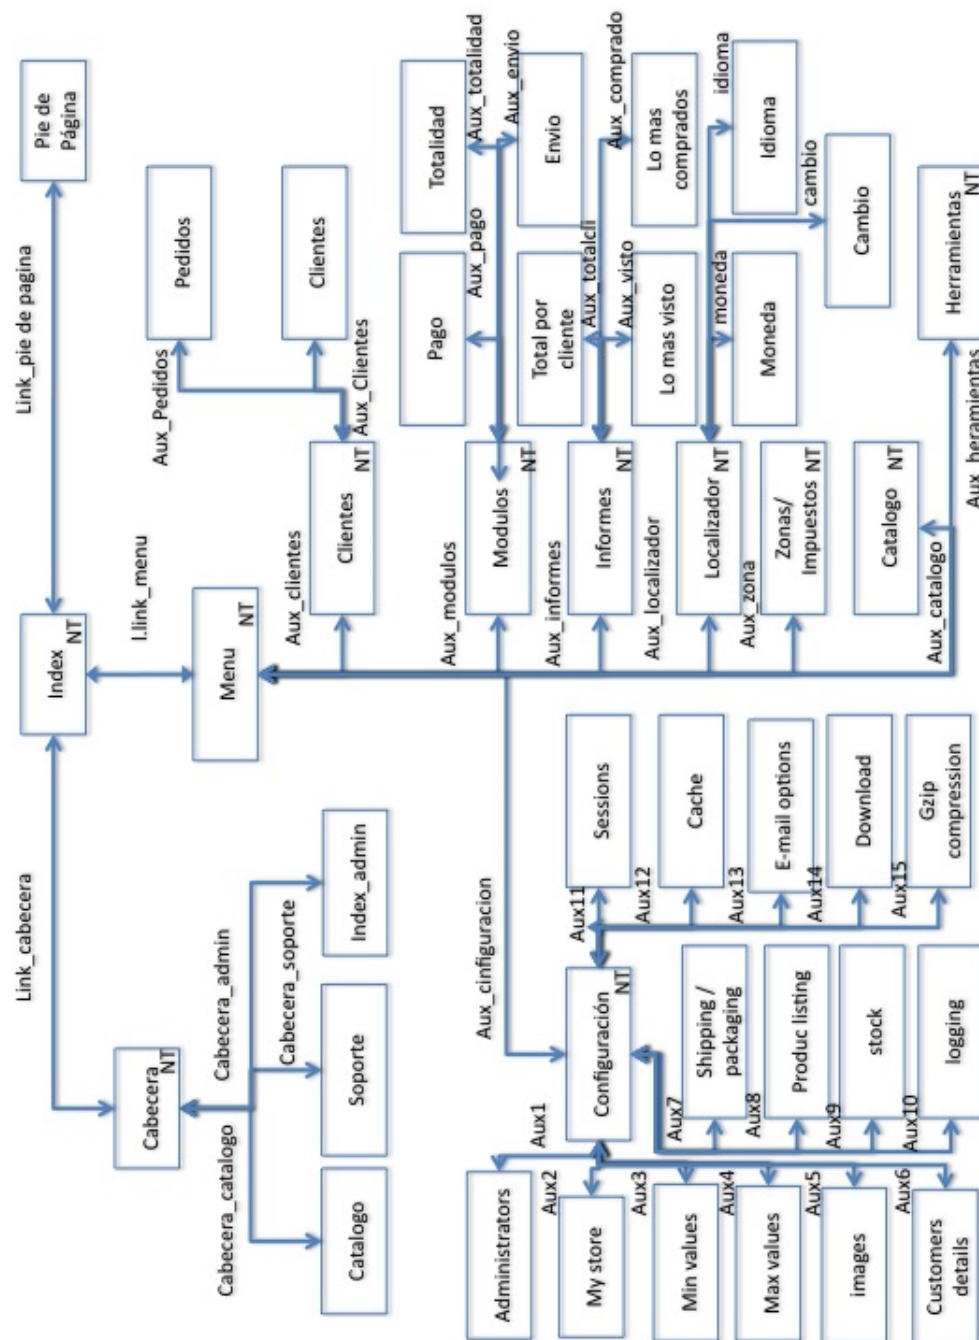 Link_cabecera
Index
NT
Link_pie de pagina
Pie de
Página
I.link_menu
Cabecera
NT
Menu
Cabecera_catalogo
Cabecera_admin
Cabecera_soporte
Catalogo
Soporte
Index_admin
Aux_clientes
Clientes
NT
Aux_Pedidos
Aux_Clientes
Pedidos
Clientes
Aux_cinfiguracion
Aux_modulos
Modulos
NT
Pago
Aux_pago
Totalidad
Aux_totalidad
Aux_envio
Envio
Aux_informes
Informes
NT
Total por
cliente
Aux_totalcli
Aux_visto
Aux_comprado
Lo mas visto
Lo mas
comprados
Aux_localizador
Localizador
NT
moneda
idioma
cambio
Moneda
Idioma
Cambio
Aux_zona
Zonas/
Impuestos
NT
Catalogo
NT
Aux_catalogo
Aux_heramientas
Herramientas
NT
Configuración
NT
Administrators
Aux1
Aux2
My store
Aux3
Min values
Aux4
Max values
Aux5
images
Aux6
Customers
details
Aux7
Shipping /
packaging
Aux8
Produc listing
Aux9
stock
Aux10
logging
Aux11
Sessions
Aux12
Cache
Aux13
E-mail options
Aux14
Download
Aux15
Gzip
compression